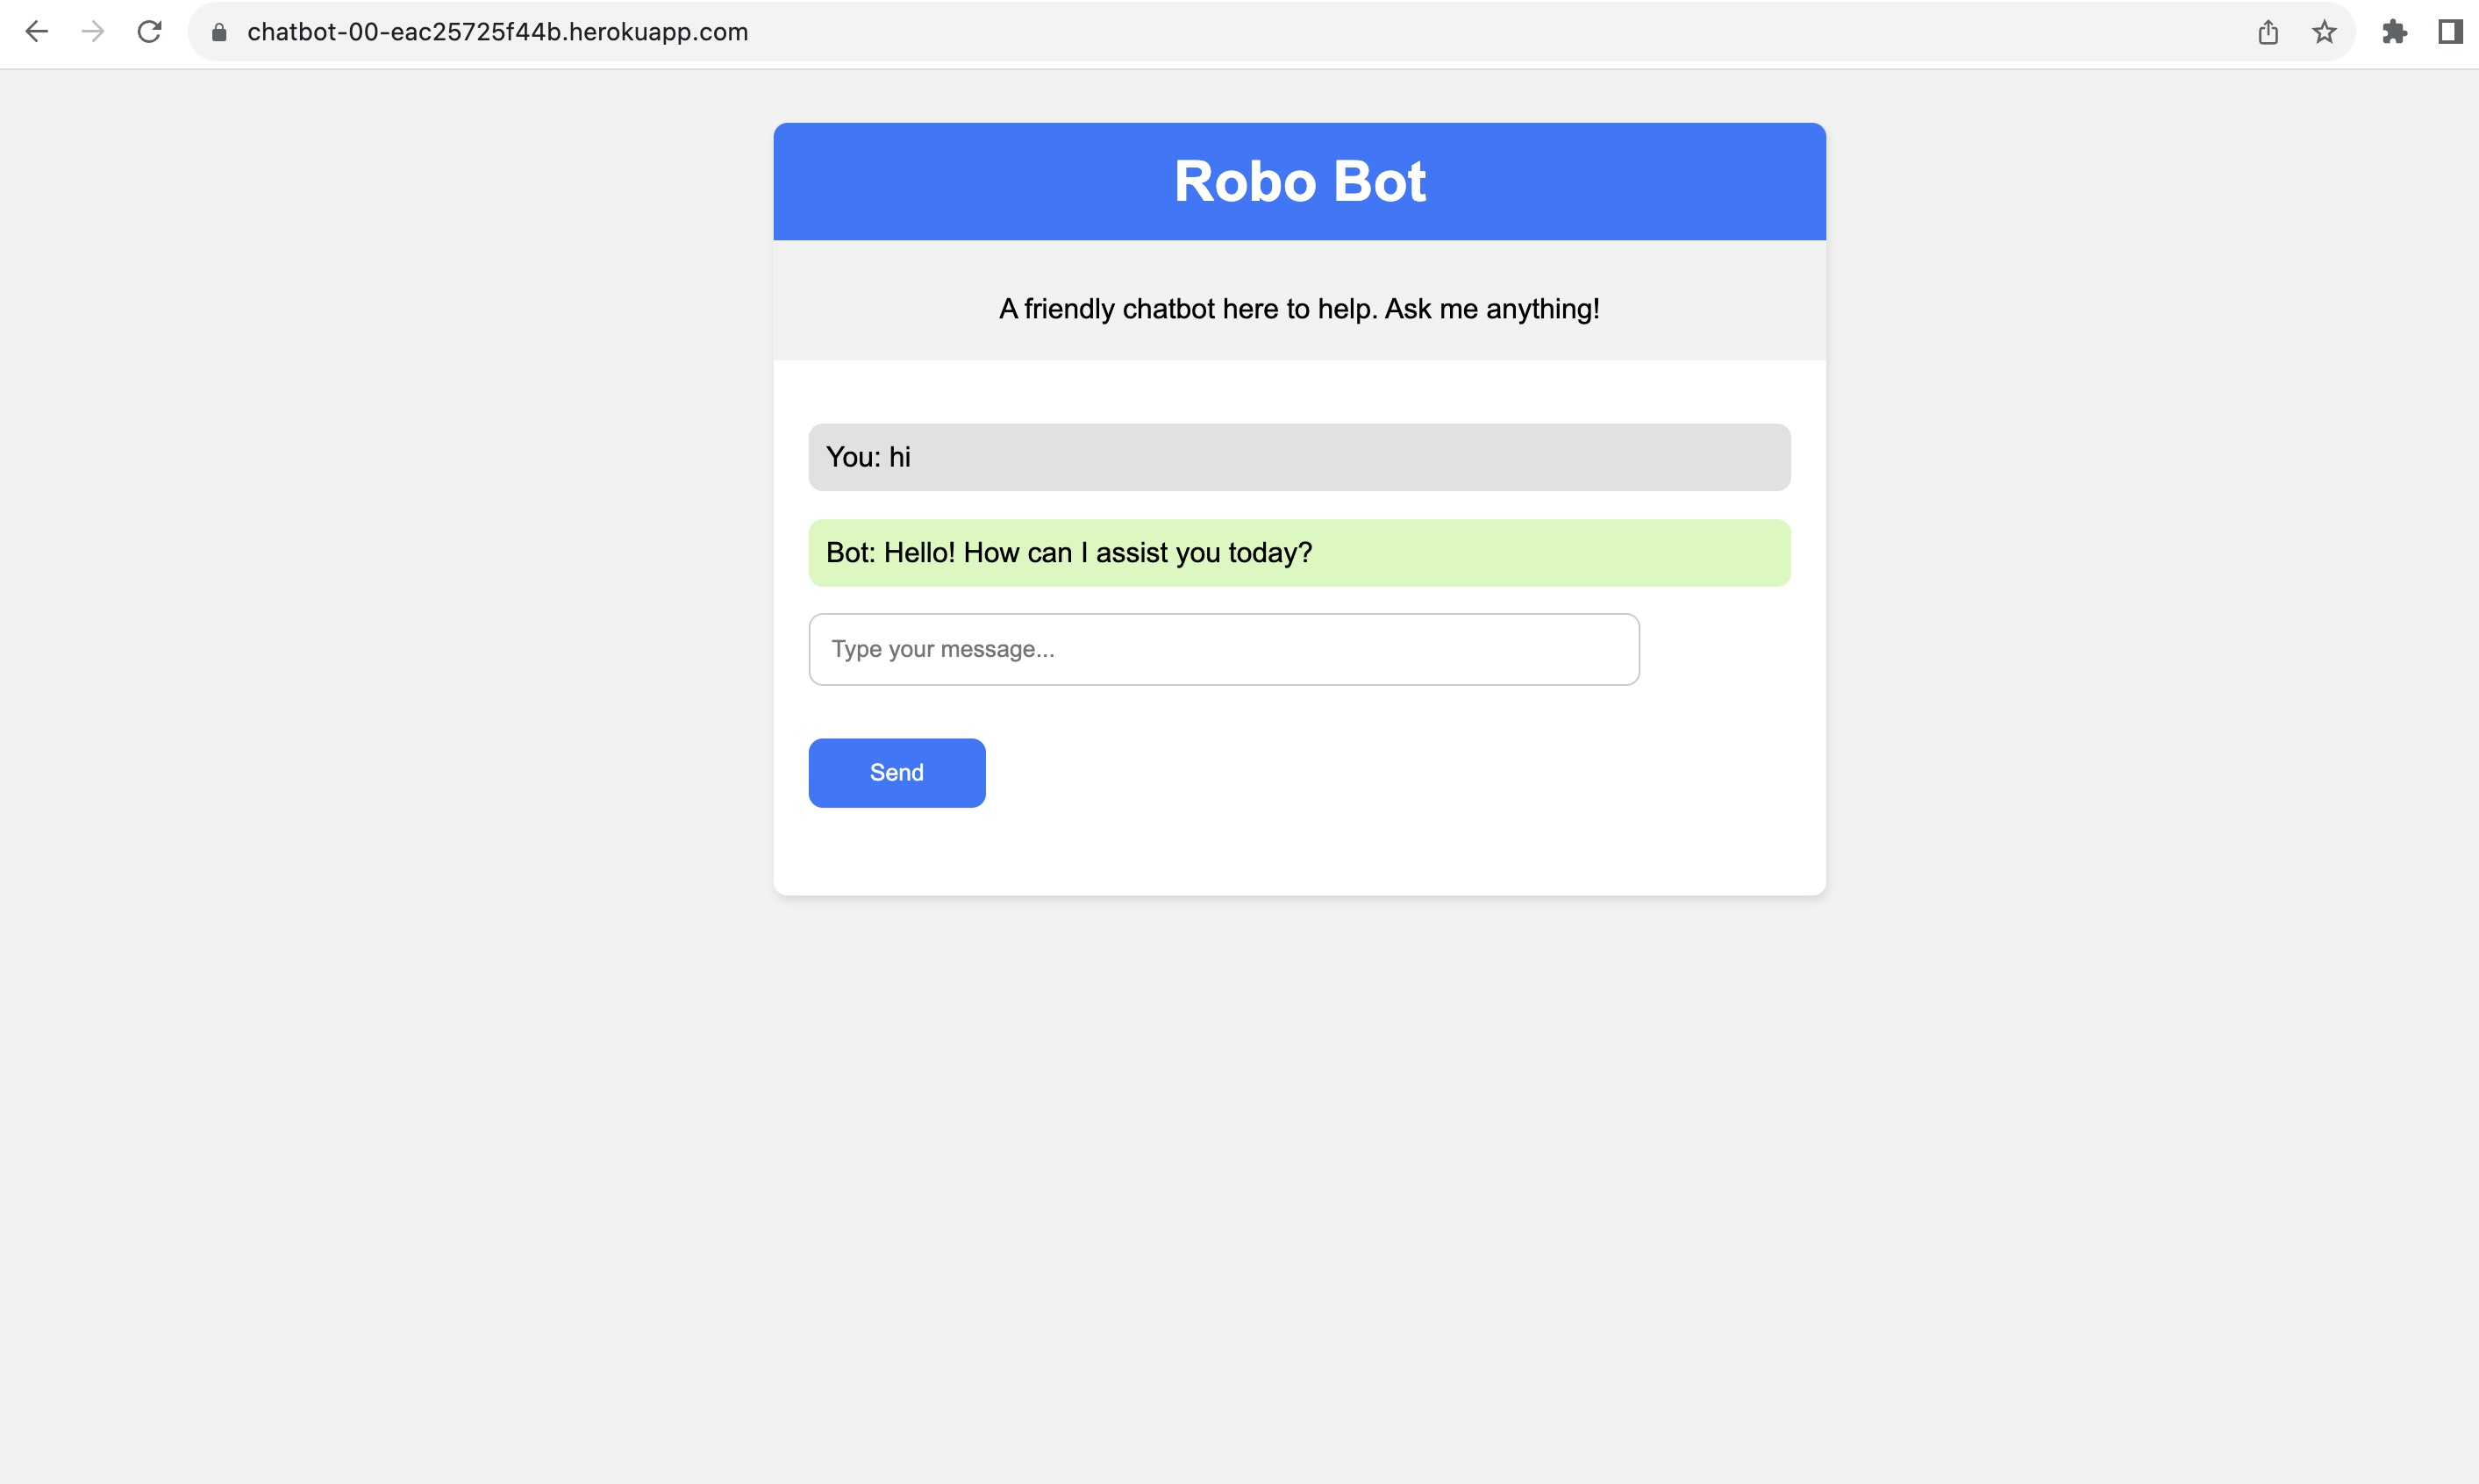 chatbot-00-eac25725f44b.herokuapp.com
Robo Bot
A friendly chatbot here to help. Ask me anything!
You: hi
Bot: Hello! How can I assist you today?
Type your message...
Send